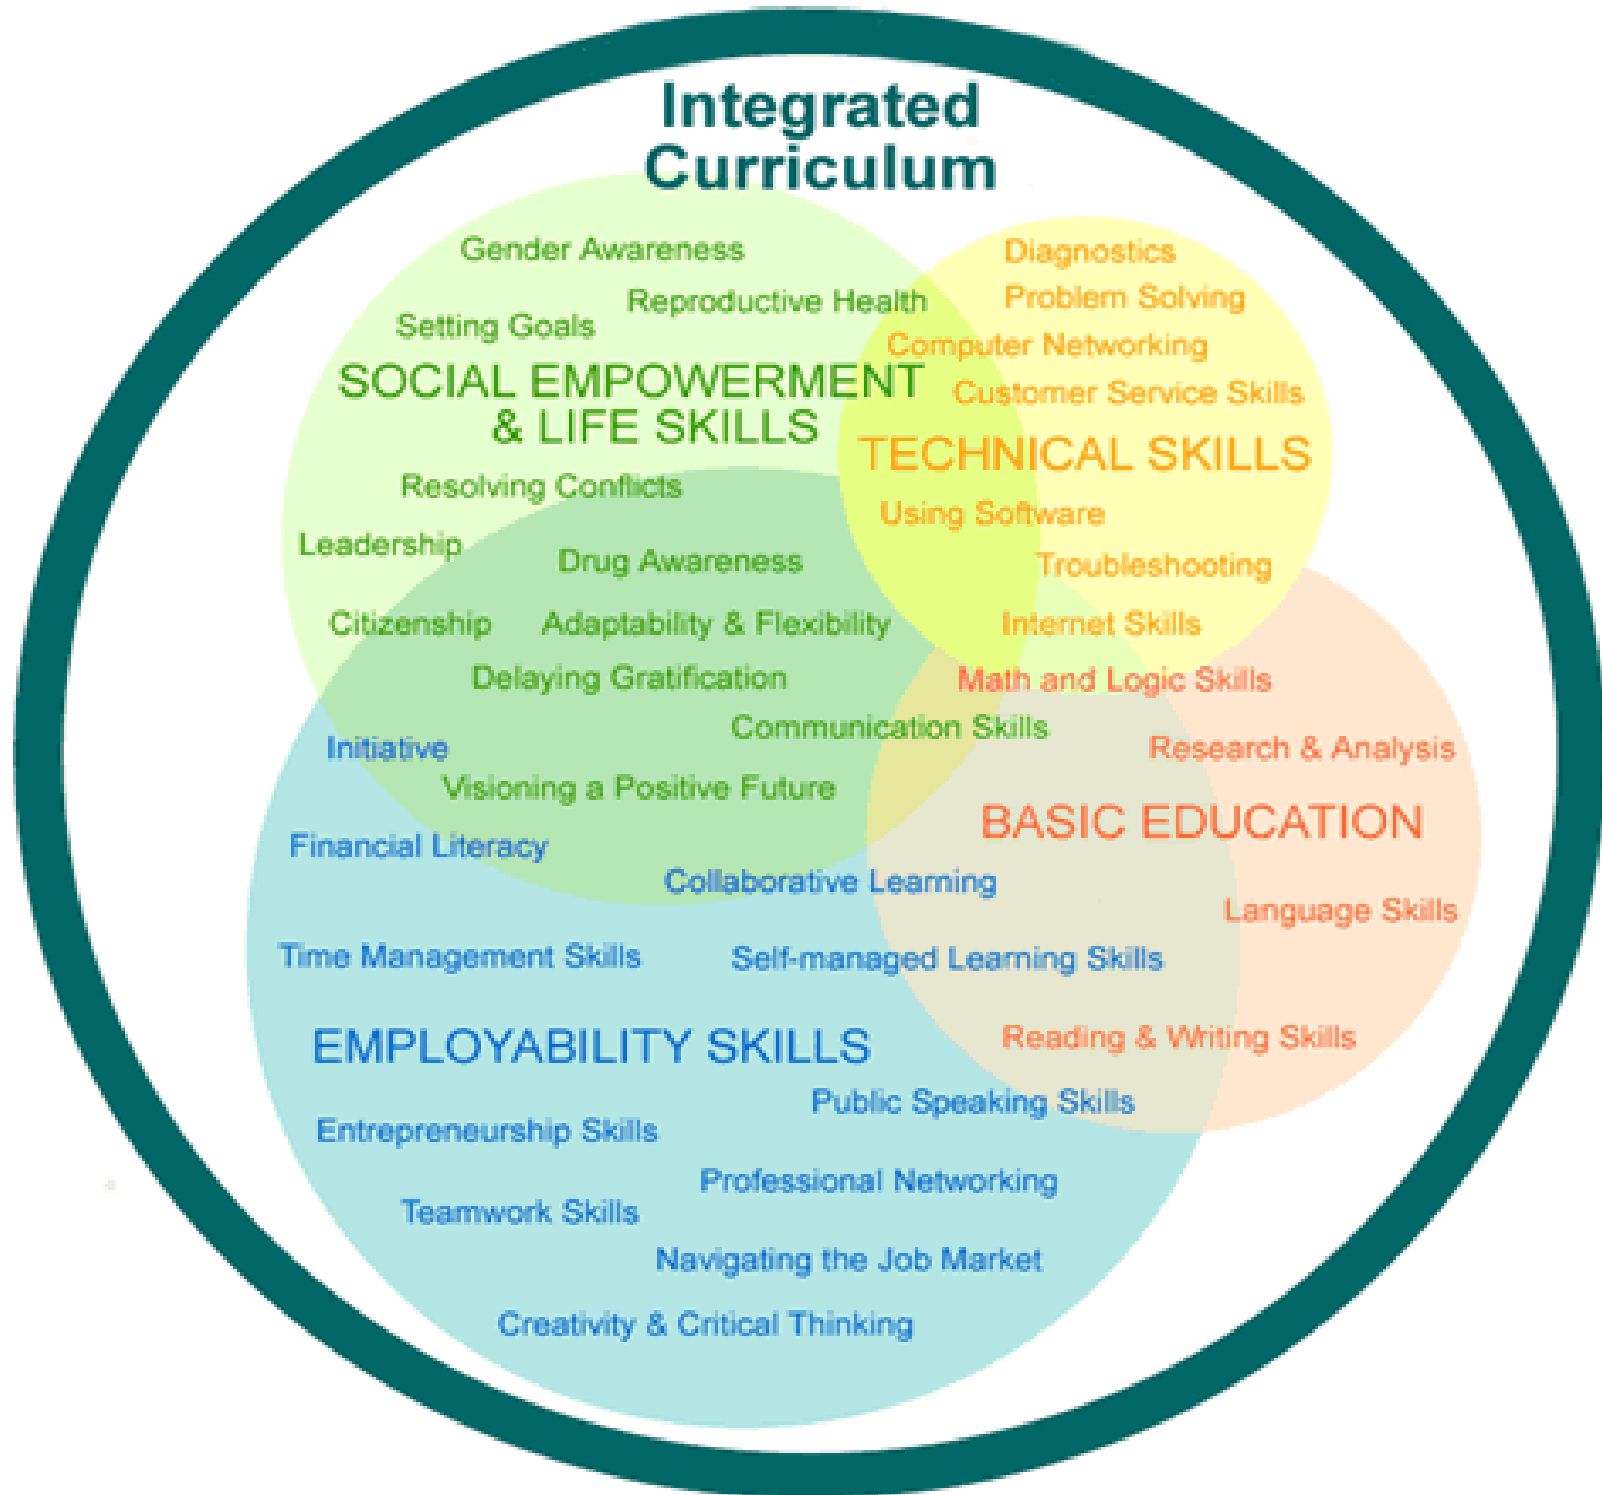 Integrated
Curriculum
Gender Awareness
Reproductive Health
Setting Goals
SOCIAL EMPOWERMENT
& LIFE SKILLS
Resolving Conflicts
Leadership
Drug Awareness
Citizenship
Adaptability & Flexibility
Delaying Gratification
Communication Skills
Visioning a Positive Future
Diagnostics
Problem Solving
Computer Networking
Customer Service Skills
TECHNICAL SKILLS
Using Software
Troubleshooting
Internet Skills
Math and Logic Skills
Research & Analysis
BASIC EDUCATION
Language Skills
Reading & Writing Skills
Initiative
Financial Literacy
Collaborative Learning
Time Management Skills
Self-managed Learning Skills
EMPLOYABILITY SKILLS
Public Speaking Skills
Entrepreneurship Skills
Professional Networking
Teamwork Skills
Navigating the Job Market
Creativity & Critical Thinking